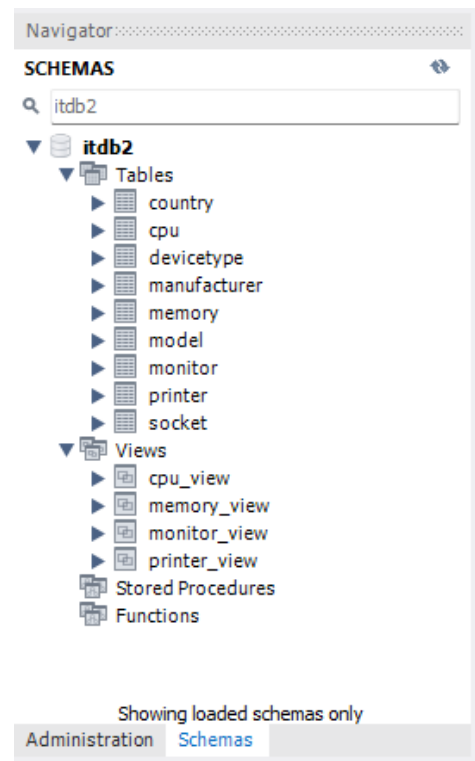 Navigator
SCHEMAS
itdb2
itdb2
Tables
country
cpu
devicetype
manufacturer
memory
model
monitor
printer
socket
Views
cpu_view
memory_view
monitor_view
printer_view
Stored Procedures
Functions
Showing loaded schemas only
Administration Schemas